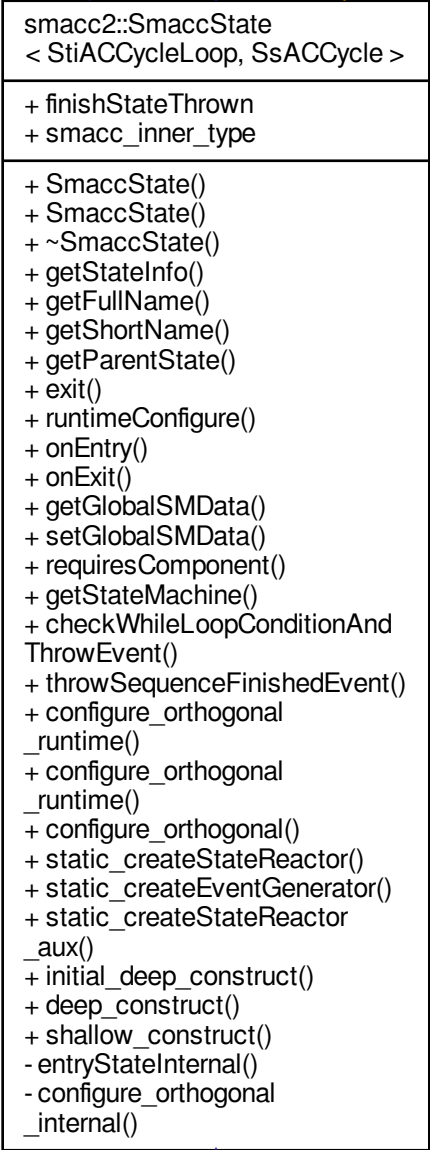 smacc2::SmaccState
< StiACCycleLoop, SsACCycle >
+ finishStateThrown
+ smacc_inner_type
+ SmaccState()
+ SmaccState()
+ ~SmaccState()
+ getStateInfo()
+ getFullName()
+ getShortName()
+ getParentState()
+ exit()
+ runtimeConfigure()
+ onEntry()
+ onExit()
+ getGlobalSMData()
+ setGlobalSMData()
+ requiresComponent()
+ getStateMachine()
+ checkWhileLoopConditionAnd
ThrowEvent()
+ throwSequenceFinishedEvent()
+ configure_orthogonal
_runtime()
+ configure_orthogonal
_runtime()
+ configure_orthogonal()
+ static_createStateReactor()
+ static_createEventGenerator()
+ static_createStateReactor
_aux()
+ initial_deep_construct()
+ deep_construct()
+ shallow_construct()
- entryStateInternal()
- configure_orthogonal
_internal()